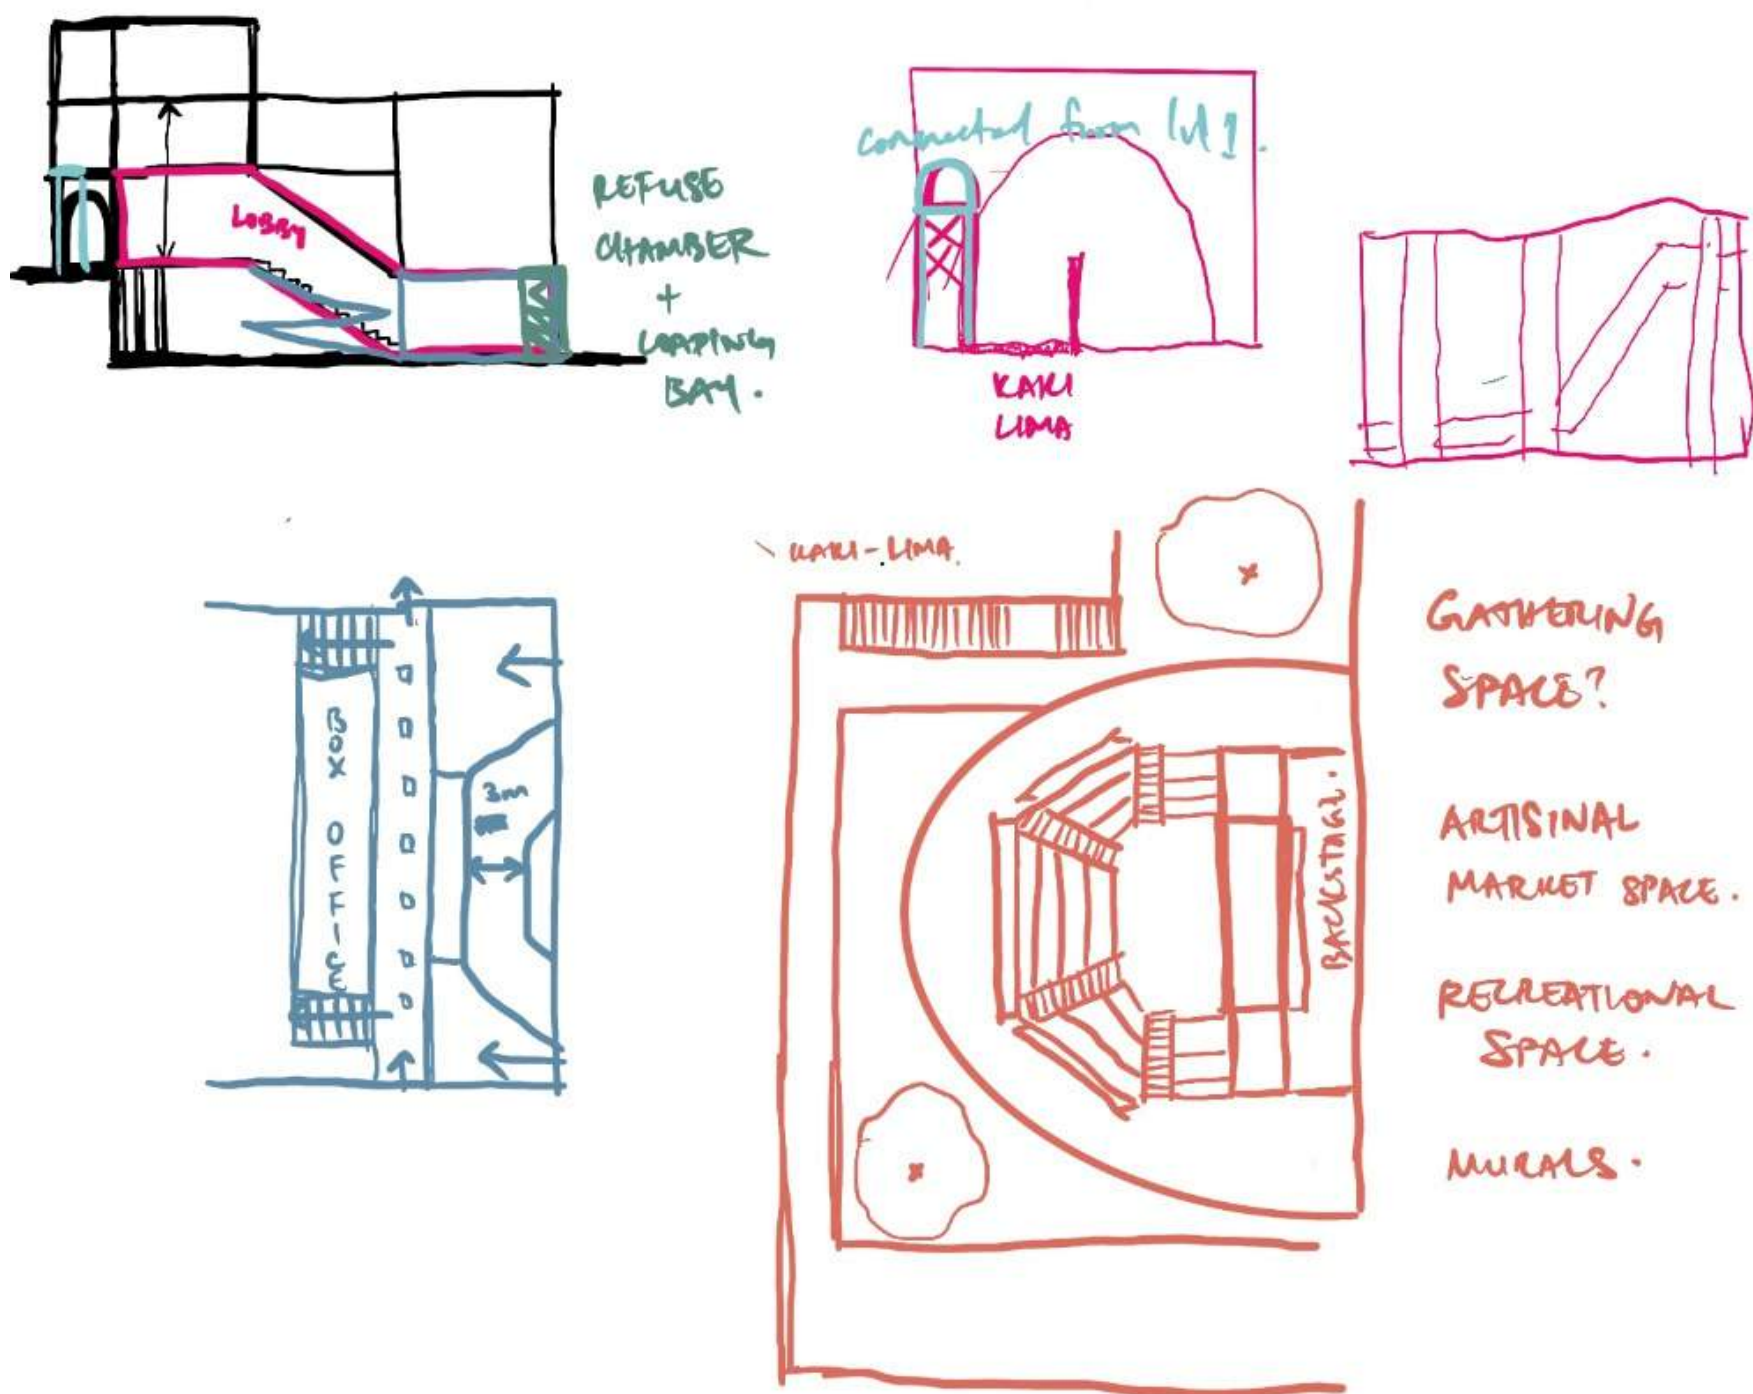 LOBBY
REFUSE
CHAMBER
+
LOADING
BAY.
connected from lvl 1.
KAKI
LIMA
KAKI-LIMA.
BOX OFFICE
3m
BACKSTAGE.
GATHERING
SPACE?
ARTISINAL
MARKET SPACE.
RECREATIONAL
SPACE.
MURALS.